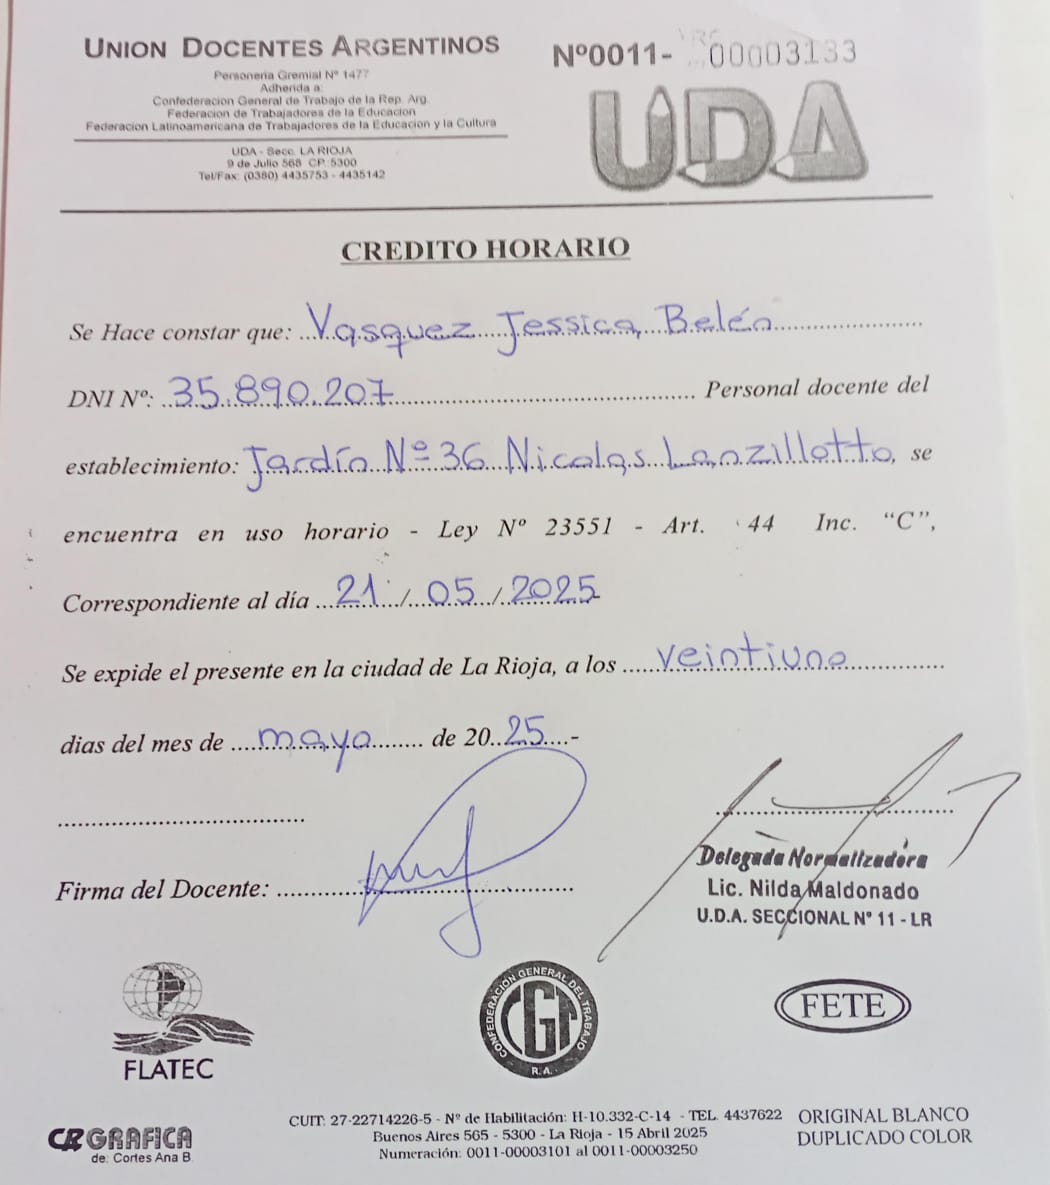 UNION DOCENTES ARGENTINOS
Personería Gremial Nº 1477
Adherida a:
Confederacion General de Trabajo de la Rep. Arg.
Federacion de Trabajadores de la Educacion
Federacion Latinoamericana de Trabajadores de la Educacion y la Cultura
UDA - Secc. LA RIOJA
9 de Julio 568 CP. 5300
Tel/Fax: (0380) 4435753 - 4435142
Nº0011- 00003133
UDA
CREDITO HORARIO
Se Hace constar que: Vasquez Jessica Belén
DNI Nº: 35.890.207 Personal docente del
establecimiento: Jardín Nº 36 Nicolas Lanzillotto, se
encuentra en uso horario - Ley Nº 23551 - Art. 44 Inc. “C”,
Correspondiente al día 21 / 05 / 2025
Se expide el presente en la ciudad de La Rioja, a los veintiuno
dias del mes de mayo de 2025.-
Firma del Docente:
Delegada Normalizadora
Lic. Nilda Maldonado
U.D.A. SECCIONAL Nº 11 - LR
FLATEC
CONFEDERACIÓN GENERAL DEL TRABAJO
CGT
R.A.
FETE
CR GRAFICA
de: Cortes Ana B.
CUIT: 27-22714226-5 - Nº de Habilitación: H-10.332-C-14 - TEL. 4437622
Buenos Aires 565 - 5300 - La Rioja - 15 Abril 2025
Numeración: 0011-00003101 al 0011-00003250
ORIGINAL BLANCO
DUPLICADO COLOR